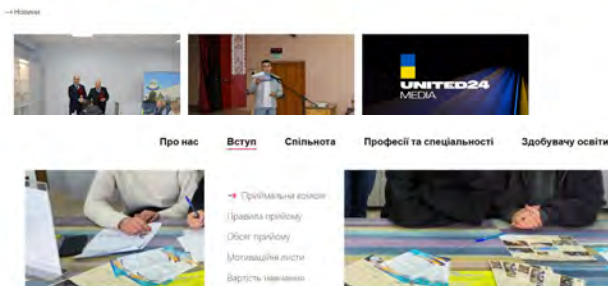 Новини
UNITED24
MEDIA
Про нас Вступ Спільнота Професії та спеціальності Здобувачу освіти
Приймальна комісія
Правила прийому
Обсяг прийому
Мотиваційні листи
Вартість навчання